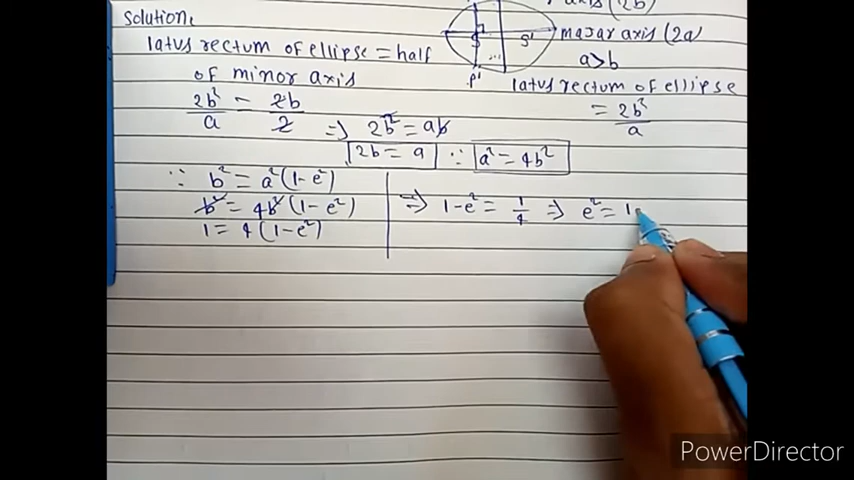 Solution,
axis (2b)
latus rectum of ellipse = half
major axis (2a)
S S'
a>b
of minor axis
P'
latus rectum of ellipse
2b²/a = 2b/2
= 2b²/a
=> 2b² = ab
2b = a ∵ a² = 4b²
∵ b² = a²(1-e²)
b² = 4b²(1-e²)
=> 1-e² = 1/4 => e² = 1
1 = 4(1-e²)
PowerDirector